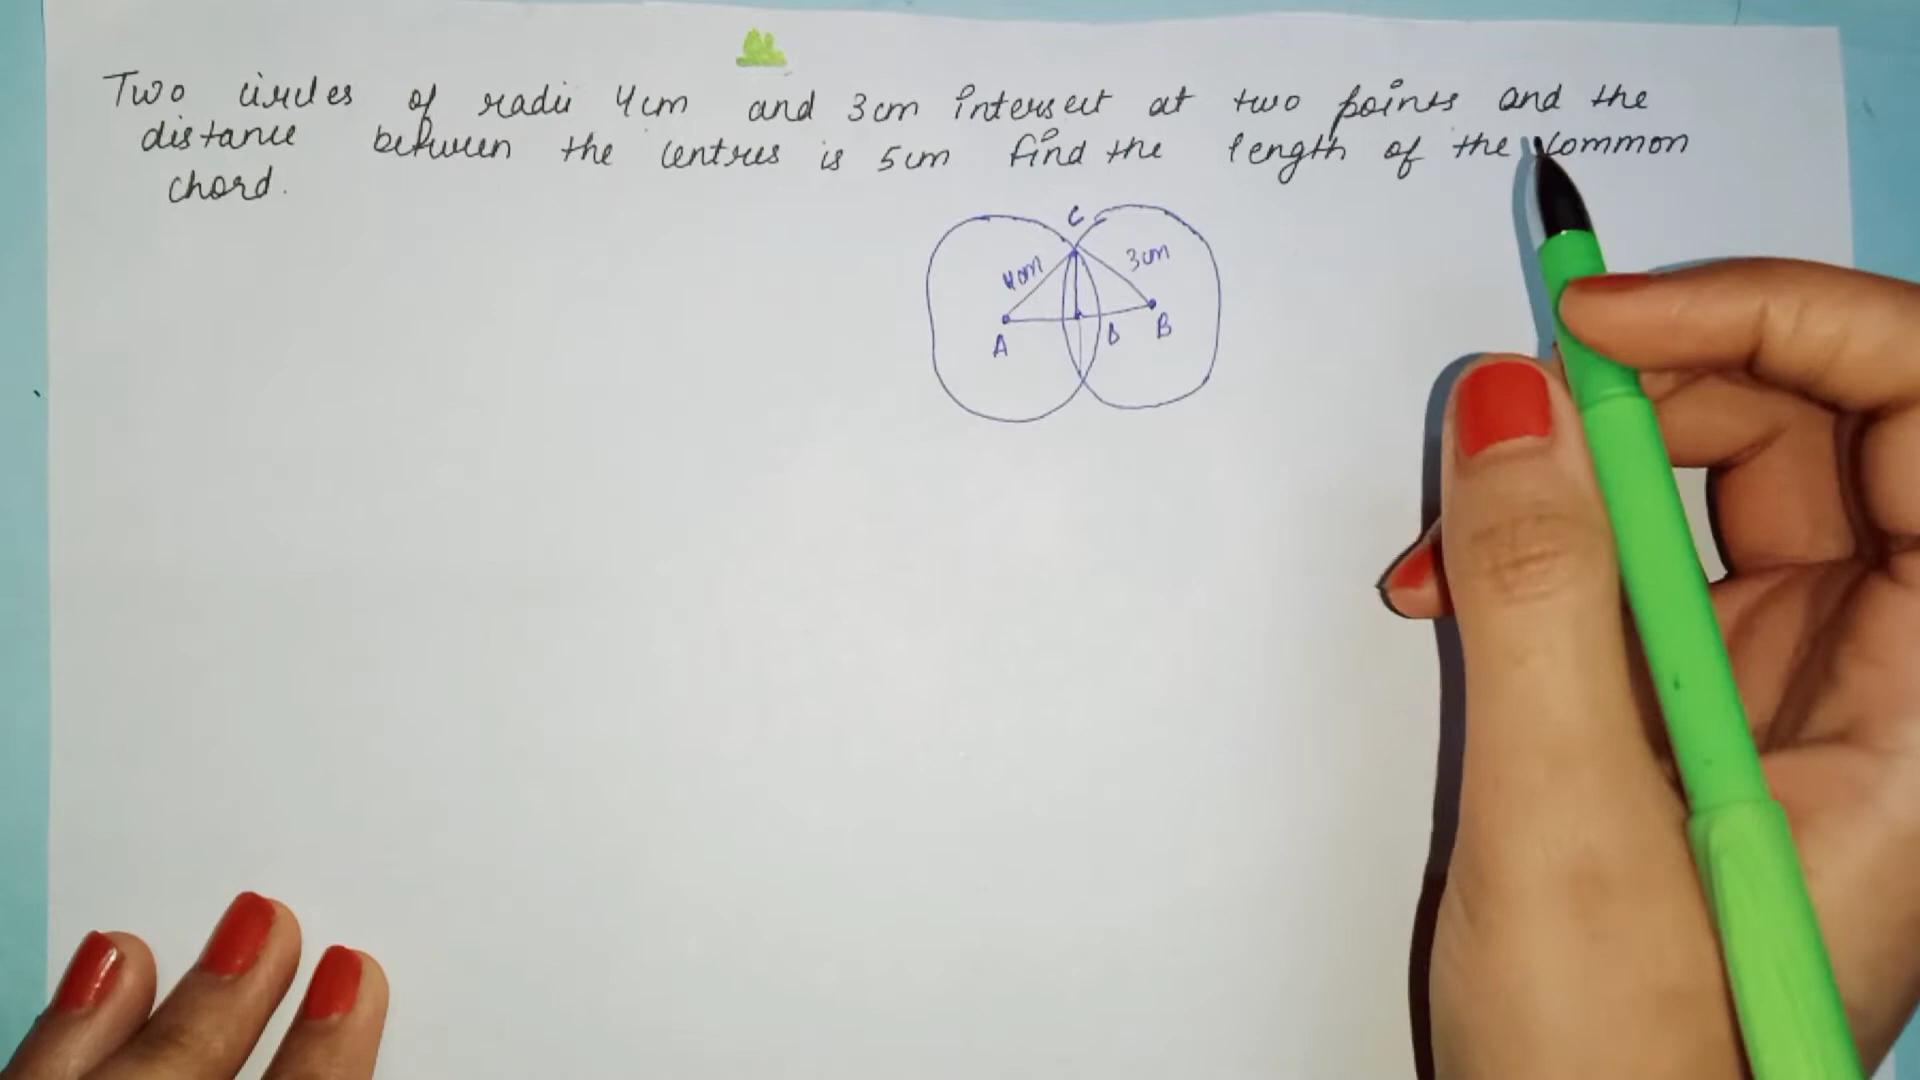 Two circles of radii 4cm and 3cm intersect at two points and the
distance between the centres is 5cm find the length of the common
chord.
C
4cm
3cm
A
D
B